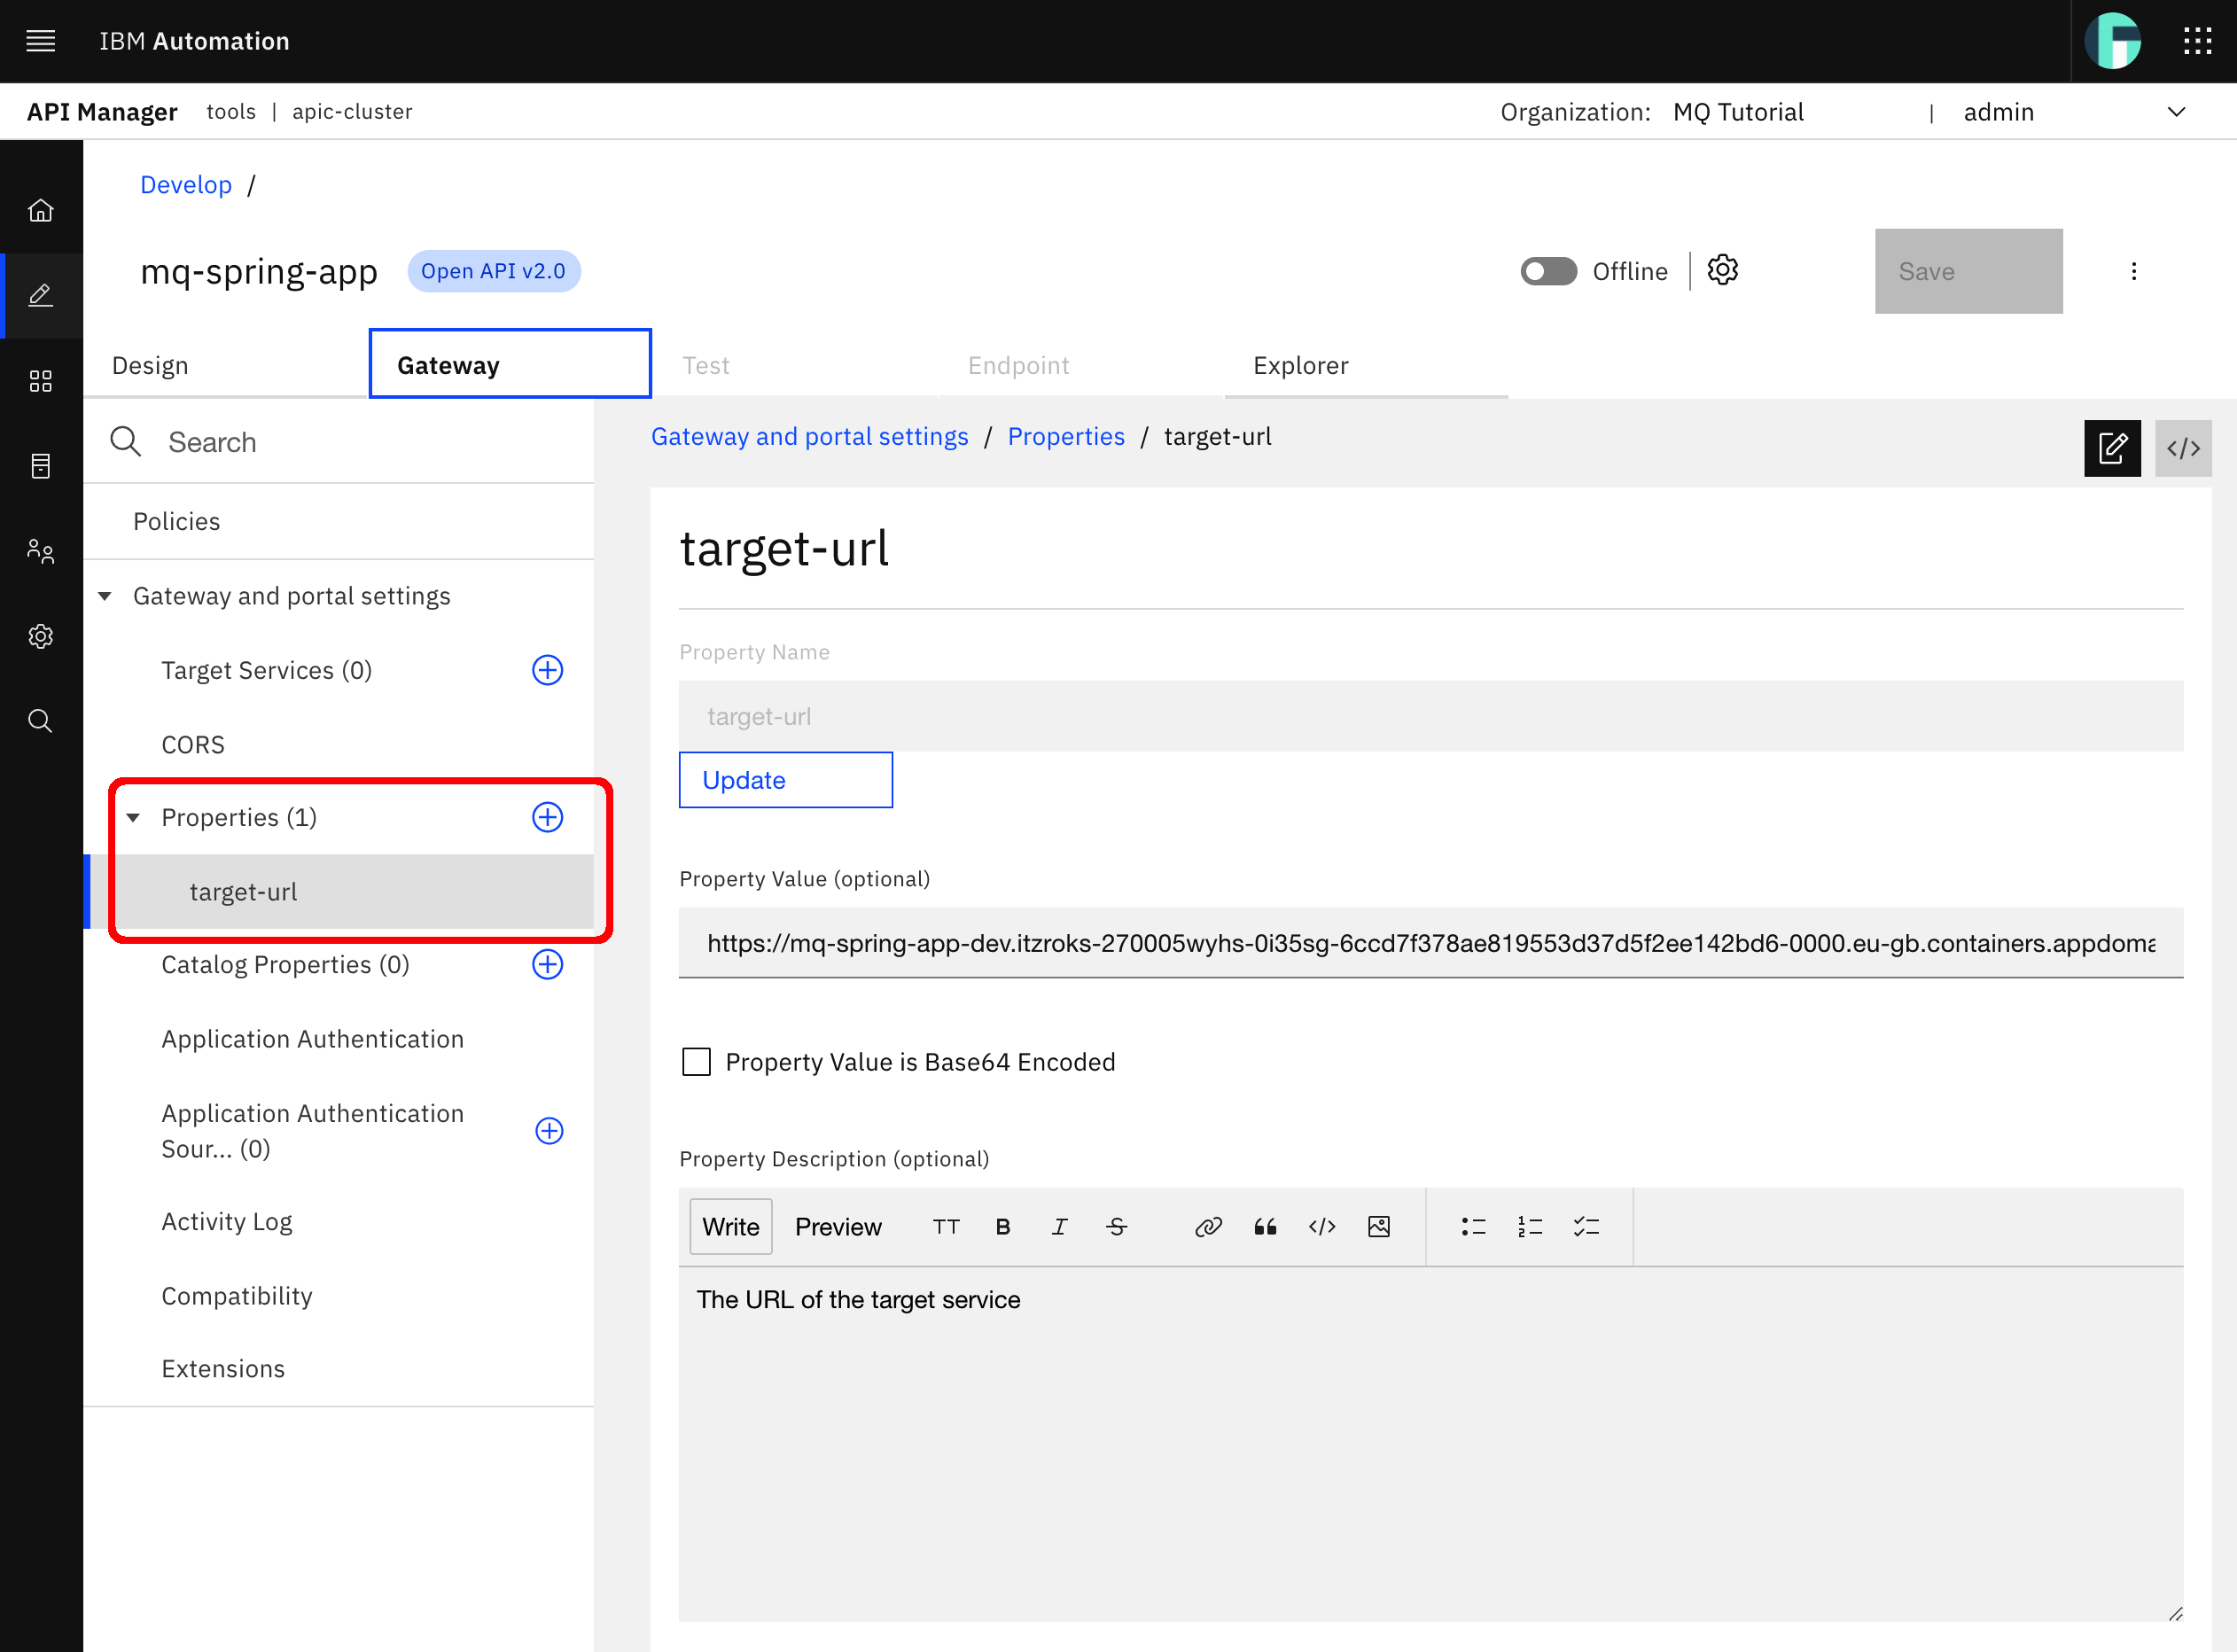 IBM Automation
API Manager tools | apic-cluster Organization: MQ Tutorial | admin
Develop /
mq-spring-app Open API v2.0 Offline Save
Design Gateway Test Endpoint Explorer
Search
Policies
Gateway and portal settings
Target Services (0)
CORS
Properties (1)
target-url
Catalog Properties (0)
Application Authentication
Application Authentication
Sour... (0)
Activity Log
Compatibility
Extensions
Gateway and portal settings / Properties / target-url
target-url
Property Name
target-url
Update
Property Value (optional)
https://mq-spring-app-dev.itzroks-270005wyhs-0i35sg-6ccd7f378ae819553d37d5f2ee142bd6-0000.eu-gb.containers.appdoma
Property Value is Base64 Encoded
Property Description (optional)
Write Preview
The URL of the target service